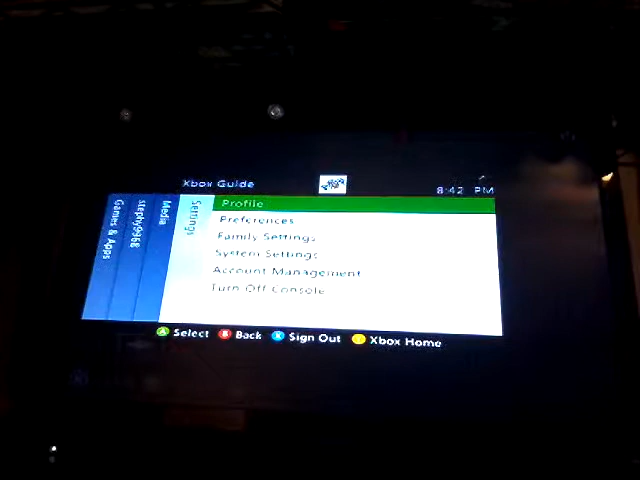 Xbox Guide
8:42 PM
Games & Apps
stephy9968
Media
Settings
Profile
Preferences
Family Settings
System Settings
Account Management
Turn Off Console
A Select B Back X Sign Out Y Xbox Home